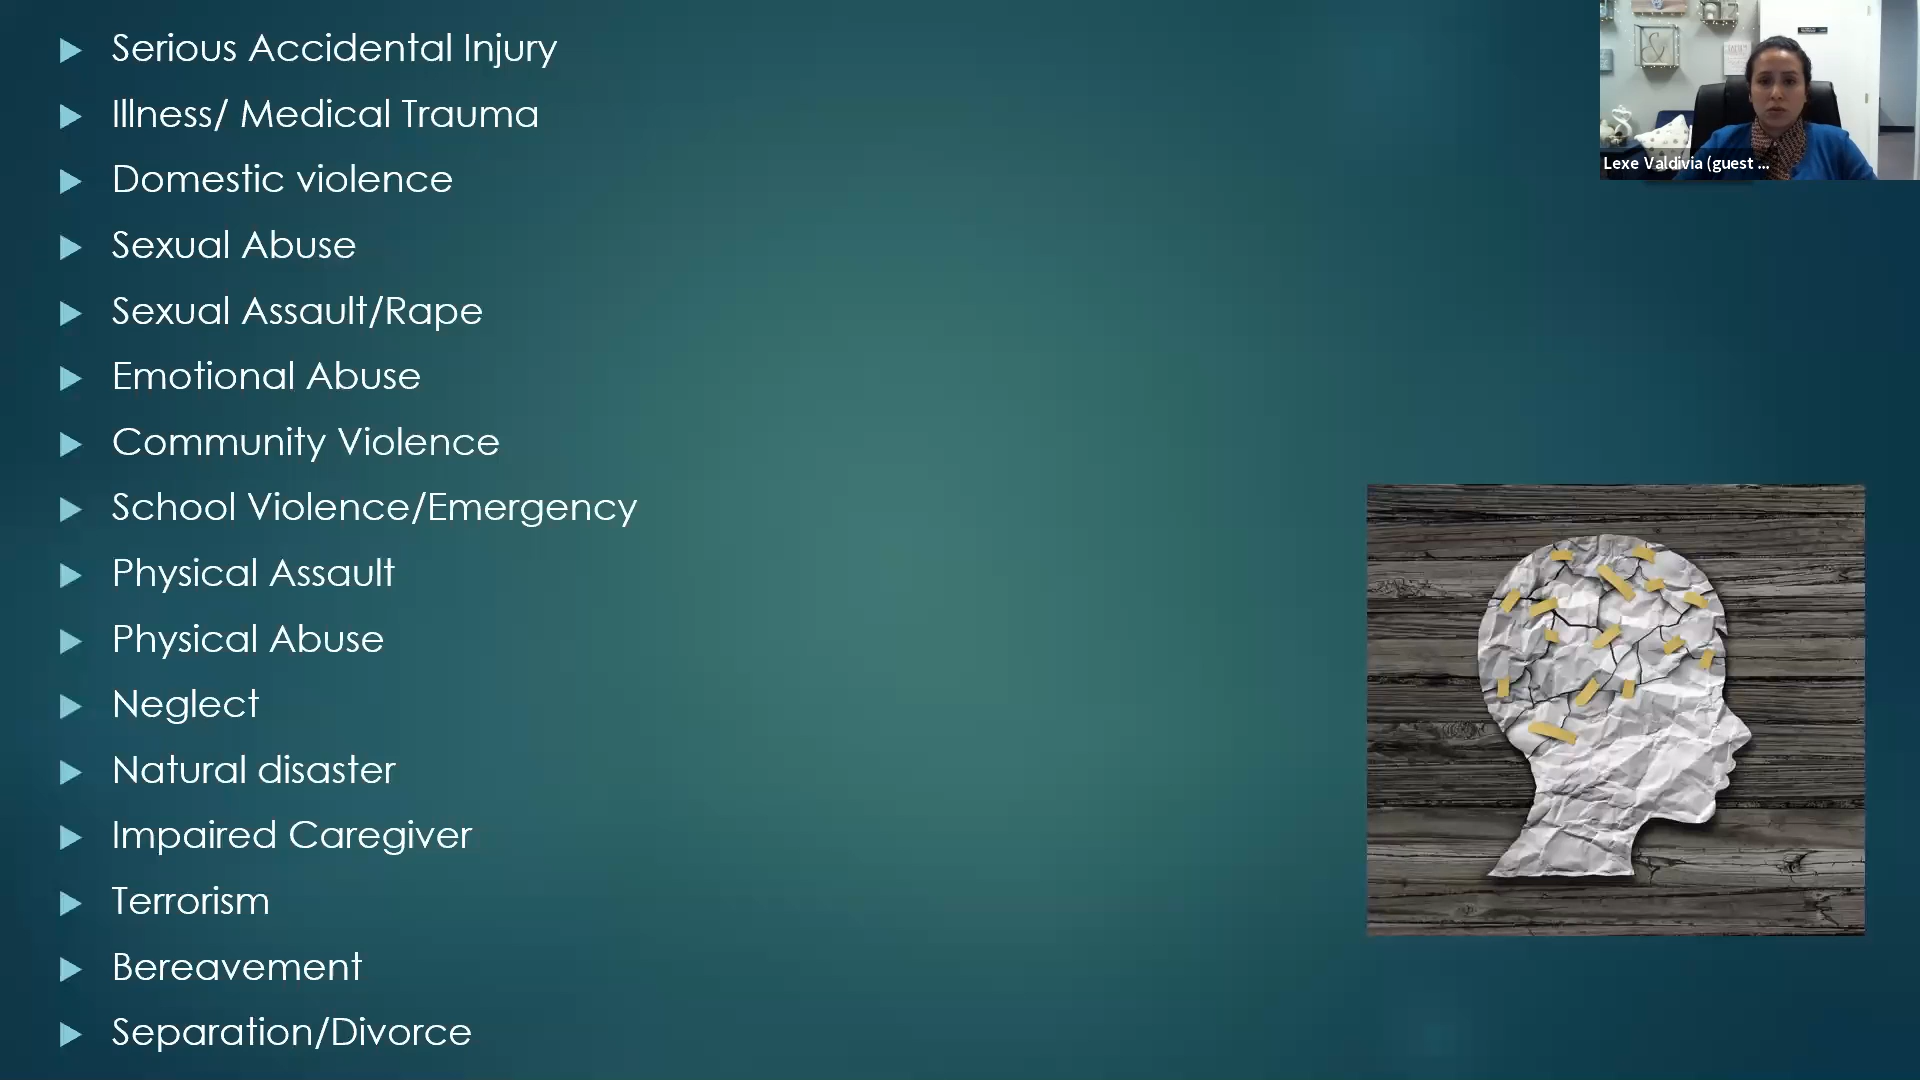 Serious Accidental Injury
Illness/ Medical Trauma
Domestic violence
Sexual Abuse
Sexual Assault/Rape
Emotional Abuse
Community Violence
School Violence/Emergency
Physical Assault
Physical Abuse
Neglect
Natural disaster
Impaired Caregiver
Terrorism
Bereavement
Separation/Divorce
&
Lexe Valdivia (guest ...